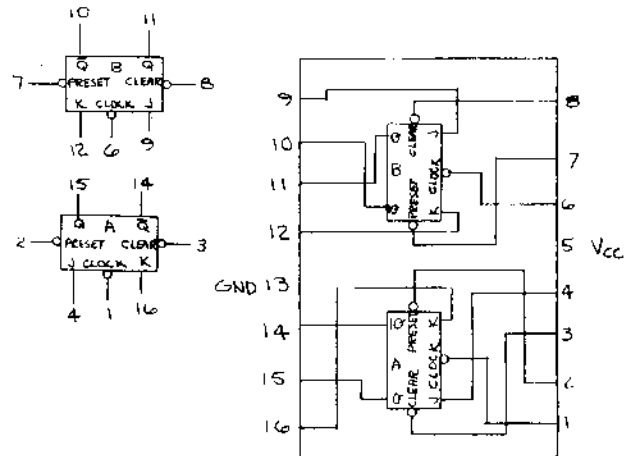 10 11
Q̄ B Q
7 PRESET CLEAR 8
K CLOCK J
12 6 9
15 14
Q A Q̄
2 PRESET CLEAR 3
J CLOCK K
4 1 16
9
10
11
12
GND 13
14
15
16
CLEAR
Q J
B CLOCK
Q̄ K
PRESET
PRESET
Q̄ K
A CLOCK
Q J
CLEAR
8
7
6
5 VCC
4
3
2
1